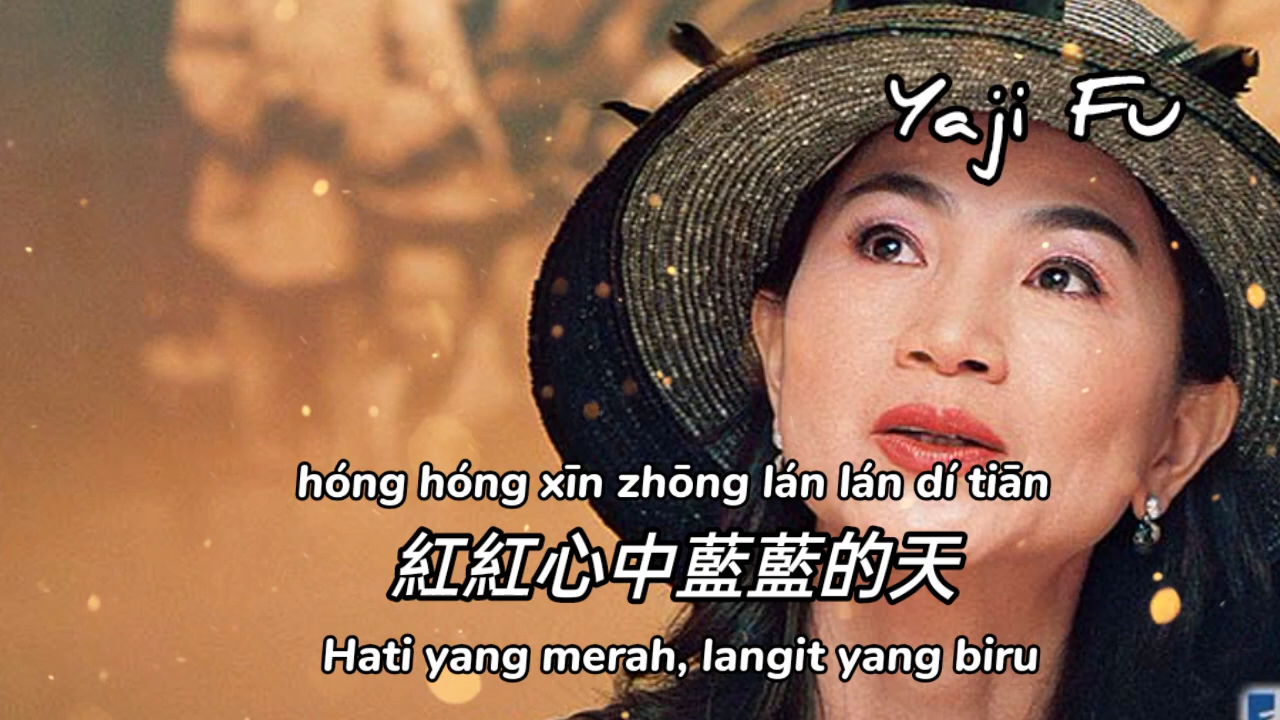 Yaji Fu
hóng hóng xīn zhōng lán lán dí tiān
紅紅心中藍藍的天
Hati yang merah, langit yang biru